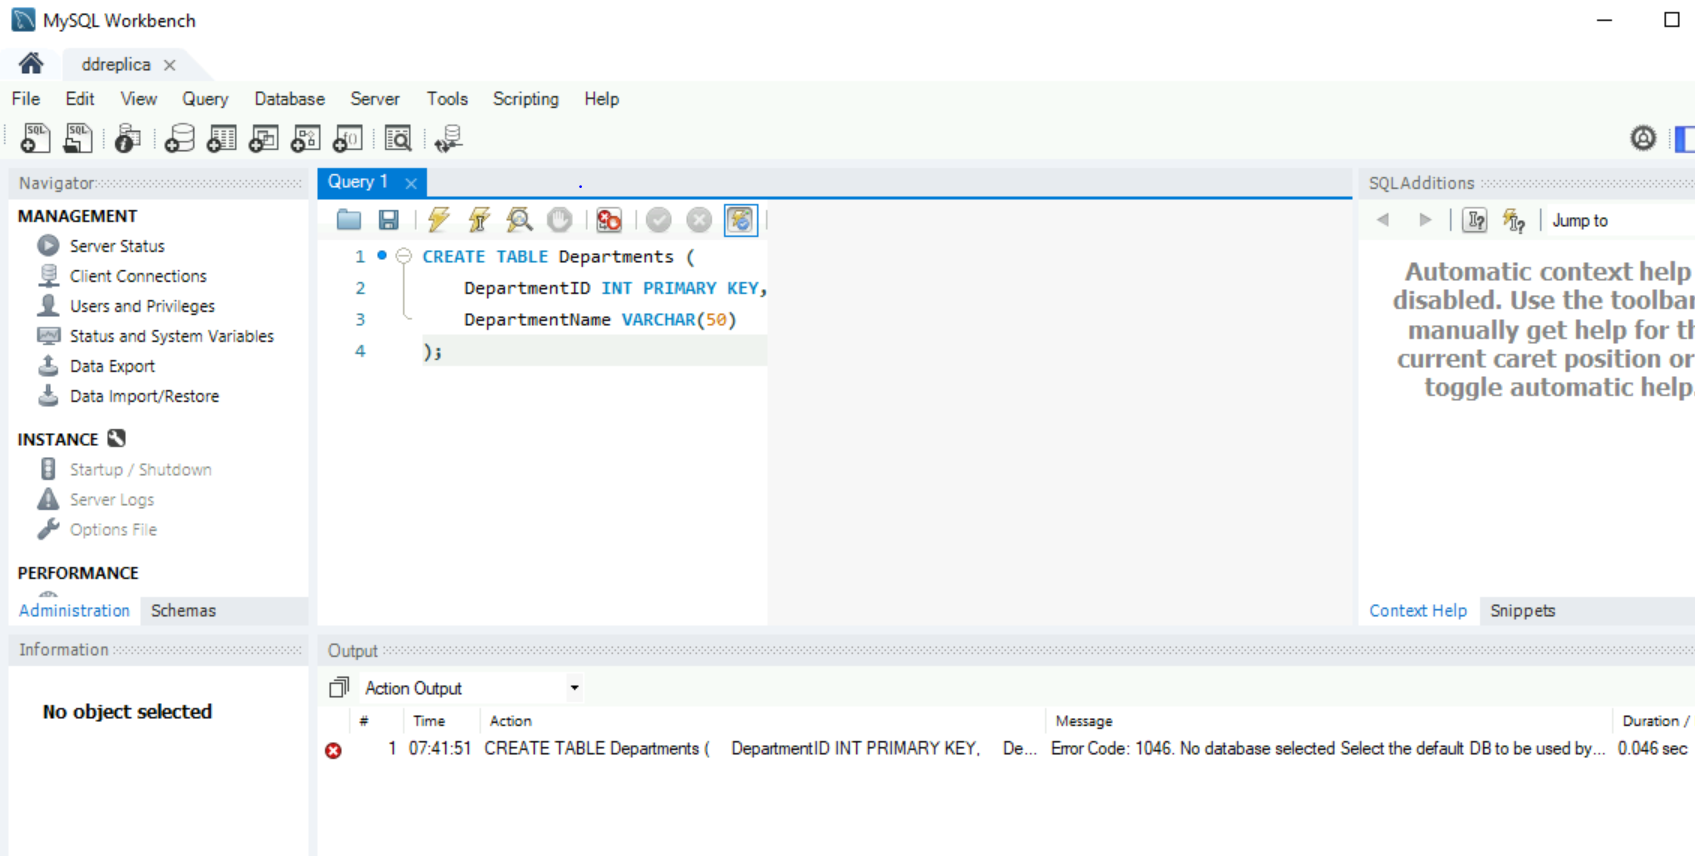 MySQL Workbench
ddreplica
File Edit View Query Database Server Tools Scripting Help
Navigator
MANAGEMENT
Server Status
Client Connections
Users and Privileges
Status and System Variables
Data Export
Data Import/Restore
INSTANCE
Startup / Shutdown
Server Logs
Options File
PERFORMANCE
Administration Schemas
Information
No object selected
Query 1
1 CREATE TABLE Departments (
2 DepartmentID INT PRIMARY KEY,
3 DepartmentName VARCHAR(50)
4 );
SQLAdditions
Jump to
Automatic context help
disabled. Use the toolbar
manually get help for th
current caret position or
toggle automatic help.
Context Help Snippets
Output
Action Output
# Time Action Message Duration /
1 07:41:51 CREATE TABLE Departments ( DepartmentID INT PRIMARY KEY, De... Error Code: 1046. No database selected Select the default DB to be used by... 0.046 sec